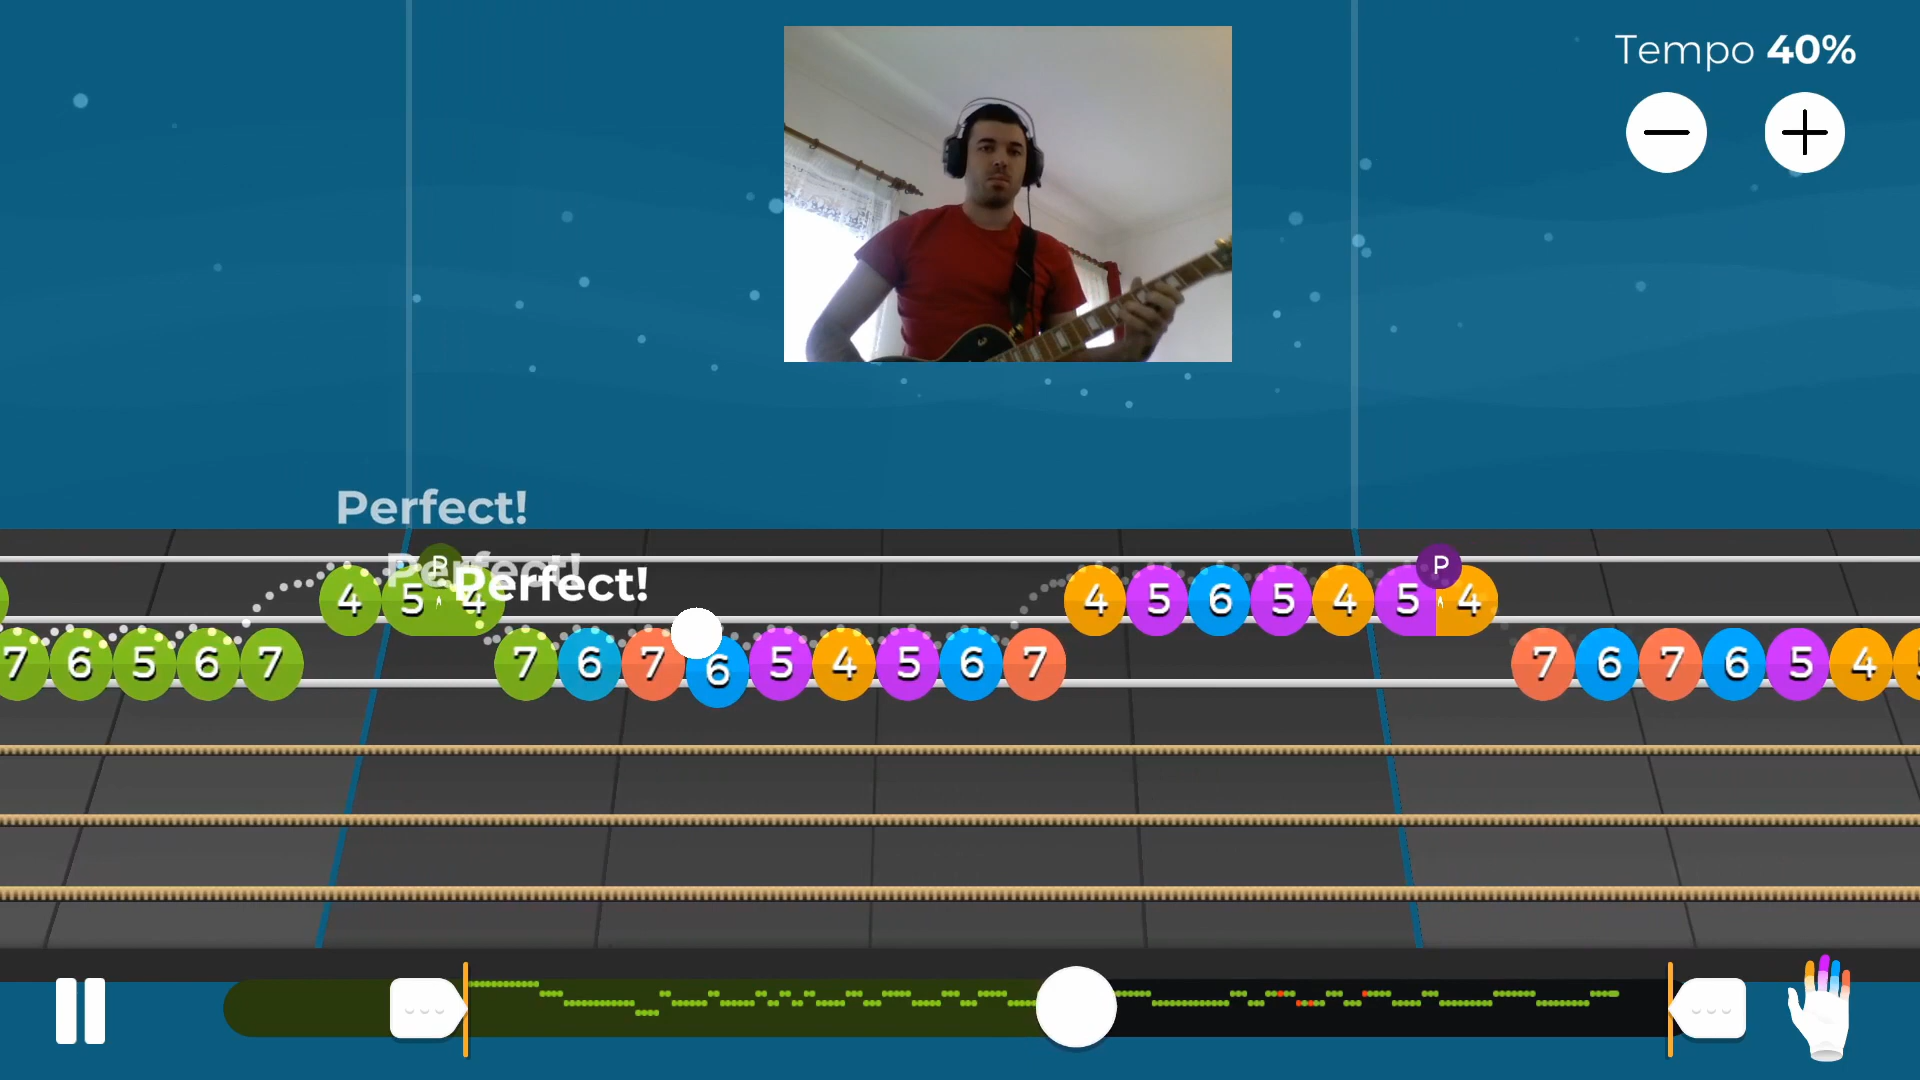 Tempo 40%
Perfect!
Perfect!
Perfect!
P
P
4 5 4
4 5 6 5 4 5 4
7 6 5 6 7
7 6 7 6 5 4 5 6 7
7 6 7 6 5 4